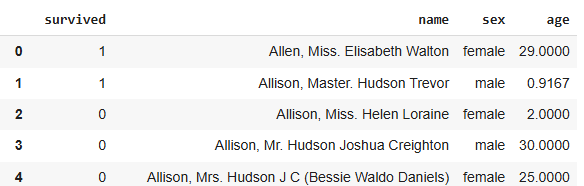 survived name sex age
0 1 Allen, Miss. Elisabeth Walton female 29.0000
1 1 Allison, Master. Hudson Trevor male 0.9167
2 0 Allison, Miss. Helen Loraine female 2.0000
3 0 Allison, Mr. Hudson Joshua Creighton male 30.0000
4 0 Allison, Mrs. Hudson J C (Bessie Waldo Daniels) female 25.0000